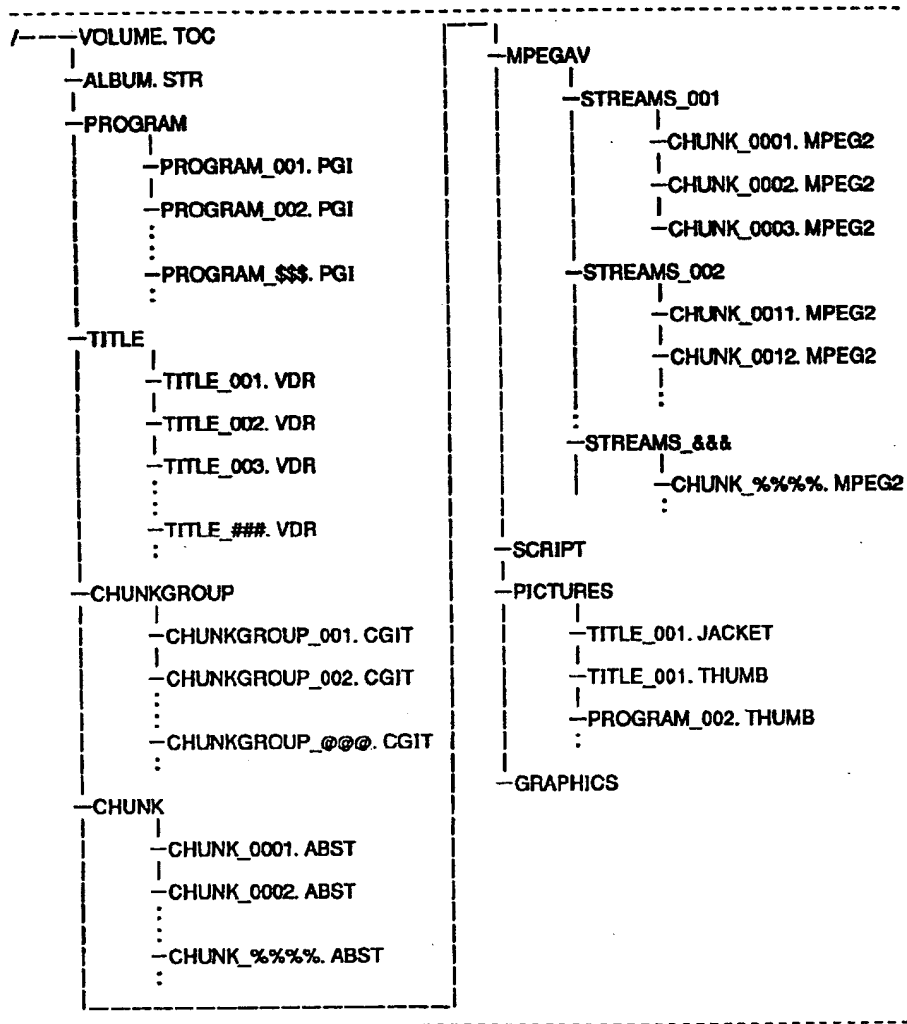 /----VOLUME. TOC
ALBUM. STR
PROGRAM
PROGRAM_001. PGI
PROGRAM_002. PGI
PROGRAM_$$$. PGI
TITLE
TITLE_001. VDR
TITLE_002. VDR
TITLE_003. VDR
TITLE_###. VDR
CHUNKGROUP
CHUNKGROUP_001. CGIT
CHUNKGROUP_002. CGIT
CHUNKGROUP_@@@. CGIT
CHUNK
CHUNK_0001. ABST
CHUNK_0002. ABST
CHUNK_%%%%. ABST
MPEGAV
STREAMS_001
CHUNK_0001. MPEG2
CHUNK_0002. MPEG2
CHUNK_0003. MPEG2
STREAMS_002
CHUNK_0011. MPEG2
CHUNK_0012. MPEG2
STREAMS_&&&
CHUNK_%%%%. MPEG2
SCRIPT
PICTURES
TITLE_001. JACKET
TITLE_001. THUMB
PROGRAM_002. THUMB
GRAPHICS